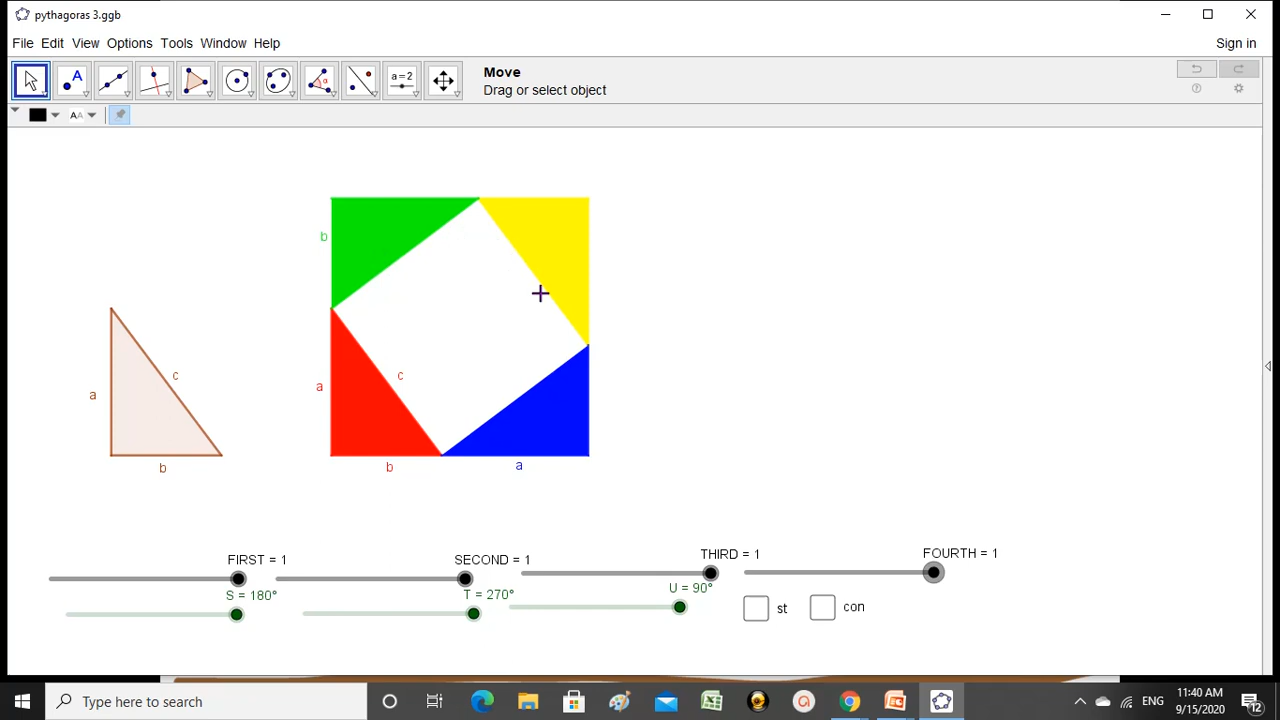 pythagoras 3.ggb
File Edit View Options Tools Window Help Sign in
A a=2 α
Move
Drag or select object
AA
b
a c
a c
b
b a
FIRST = 1 SECOND = 1 THIRD = 1 FOURTH = 1
S = 180° T = 270° U = 90°
st con
Type here to search
ENG
11:40 AM
9/15/2020
12